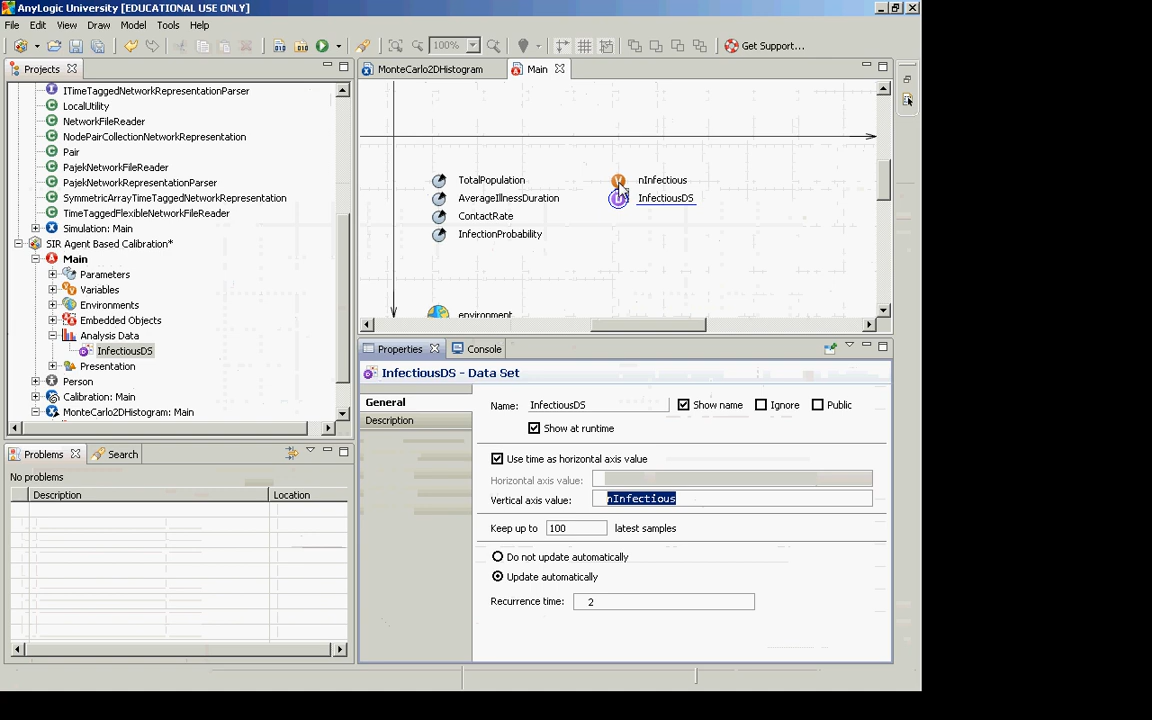 AnyLogic University [EDUCATIONAL USE ONLY]
File Edit View Draw Model Tools Help
100% Get Support...
Projects
ITimeTaggedNetworkRepresentationParser
LocalUtility
NetworkFileReader
NodePairCollectionNetworkRepresentation
Pair
PajekNetworkFileReader
PajekNetworkRepresentationParser
SymmetricArrayTimeTaggedNetworkRepresentation
TimeTaggedFlexibleNetworkFileReader
Simulation: Main
SIR Agent Based Calibration*
Main
Parameters
Variables
Environments
Embedded Objects
Analysis Data
InfectiousDS
Presentation
Person
Calibration: Main
MonteCarlo2DHistogram: Main
Problems Search
No problems
Description Location
MonteCarlo2DHistogram Main
TotalPopulation nInfectious
AverageIllnessDuration InfectiousDS
ContactRate
InfectionProbability
environment
Properties Console
InfectiousDS - Data Set
General
Description
Name: InfectiousDS Show name Ignore Public
Show at runtime
Use time as horizontal axis value
Horizontal axis value:
Vertical axis value: nInfectious
Keep up to 100 latest samples
Do not update automatically
Update automatically
Recurrence time: 2